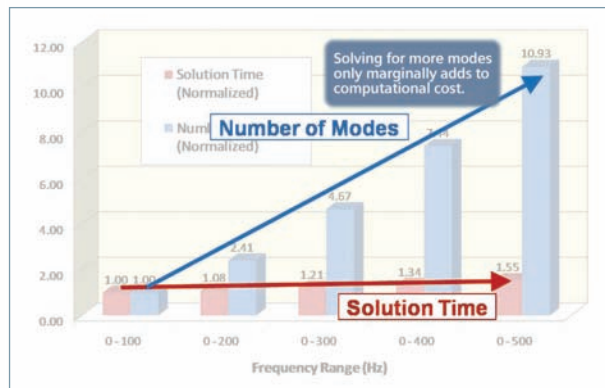 12.00
10.00
8.00
6.00
4.00
2.00
0.00
Solution Time
(Normalized)
(Normalized)
Number of Modes
Solving for more modes
only marginally adds to
computational cost.
1.00
1.00
1.08
2.41
1.21
4.67
1.34
1.55
10.93
Solution Time
0 - 100
0 - 200
0 - 300
0 - 400
0 - 500
Frequency Range (Hz)